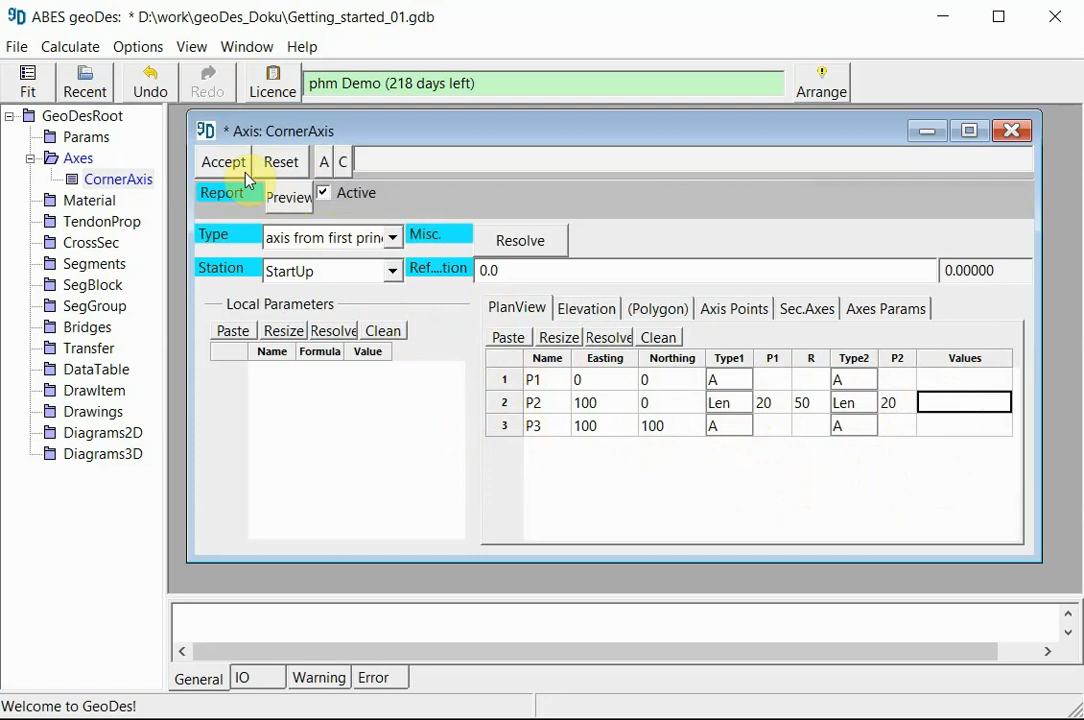 ABES geoDes: * D:\work\geoDes_Doku\Getting_started_01.gdb
File Calculate Options View Window Help
Fit Recent Undo Redo Licence phm Demo (218 days left) Arrange
GeoDesRoot
Params
Axes
CornerAxis
Material
TendonProp
CrossSec
Segments
SegBlock
SegGroup
Bridges
Transfer
DataTable
DrawItem
Drawings
Diagrams2D
Diagrams3D
* Axis: CornerAxis
Accept Reset A C
Report Preview Active
Type axis from first prin Misc. Resolve
Station StartUp Ref....tion 0.0 0.00000
Local Parameters
Paste Resize Resolve Clean
Name Formula Value
PlanView Elevation (Polygon) Axis Points Sec.Axes Axes Params
Paste Resize Resolve Clean
Name Easting Northing Type1 P1 R Type2 P2 Values
1 P1 0 0 A A
2 P2 100 0 Len 20 50 Len 20
3 P3 100 100 A A
General IO Warning Error
Welcome to GeoDes!